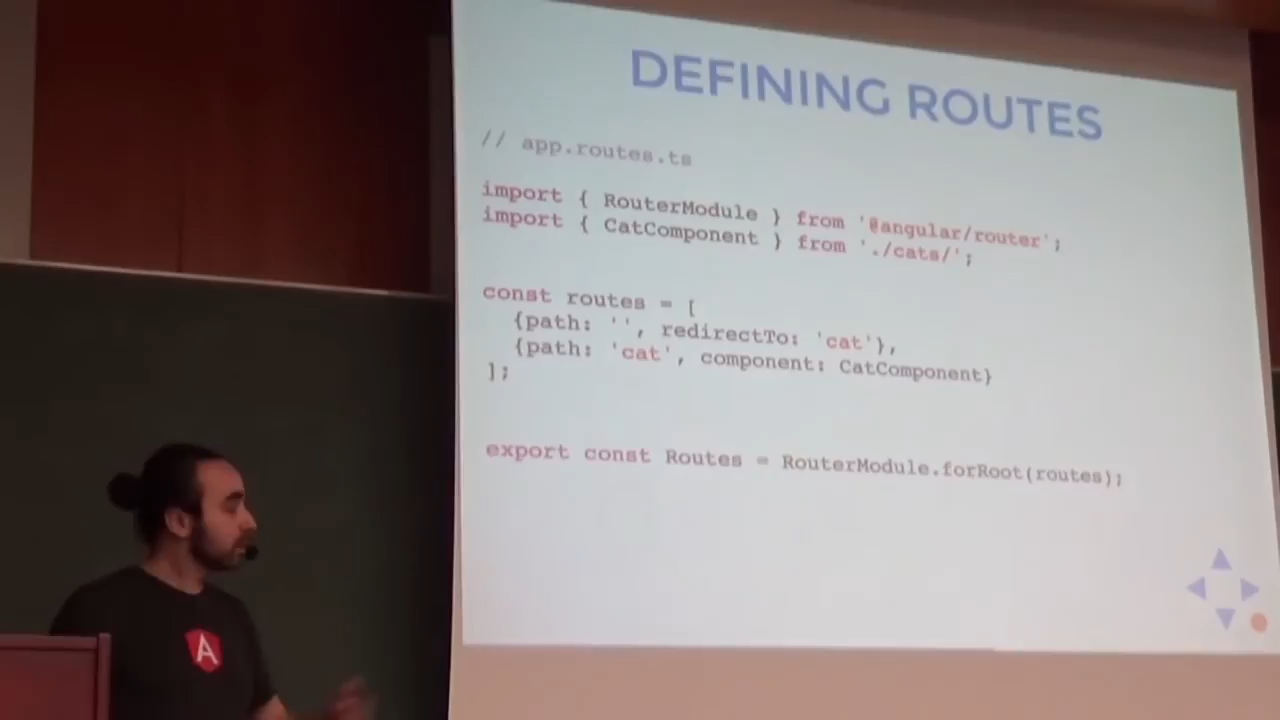 DEFINING ROUTES
// app.routes.ts
import { RouterModule } from '@angular/router';
import { CatComponent } from './cats/';
const routes = [
{path: '', redirectTo: 'cat'},
{path: 'cat', component: CatComponent}
];
export const Routes = RouterModule.forRoot(routes);
A